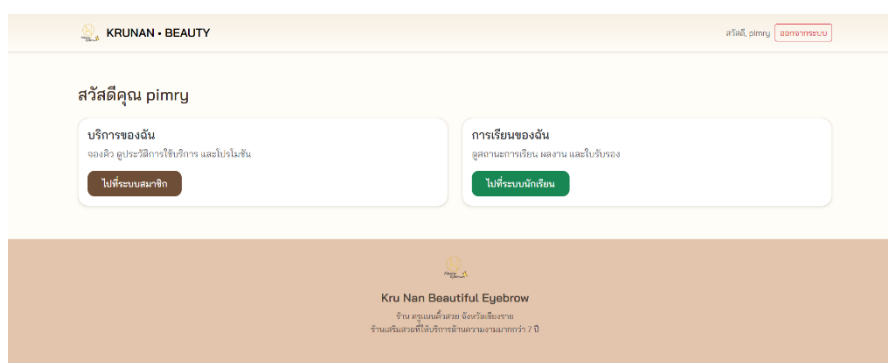 KRUNAN • BEAUTY
สวัสดี, pimry
ออกจากระบบ
สวัสดีคุณ pimry
บริการของฉัน
จองคิว ดูประวัติการใช้บริการ และโปรโมชัน
ไปที่ระบบสมาชิก
การเรียนของฉัน
ดูสถานะการเรียน ผลงาน และใบรับรอง
ไปที่ระบบนักเรียน
Kru Nan Beautiful Eyebrow
ร้าน ครูแนนคิ้วสวย จังหวัดเชียงราย
ร้านเสริมสวยที่ให้บริการด้านความงามมากกว่า 7 ปี